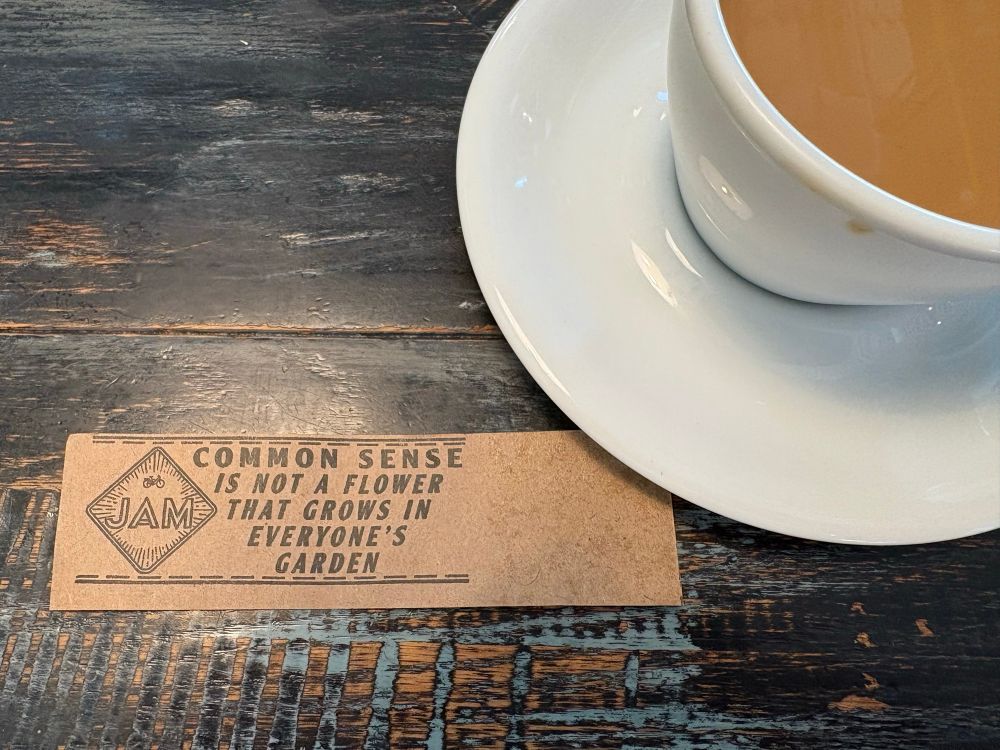 JAM
COMMON SENSE
IS NOT A FLOWER
THAT GROWS IN
EVERYONE'S
GARDEN